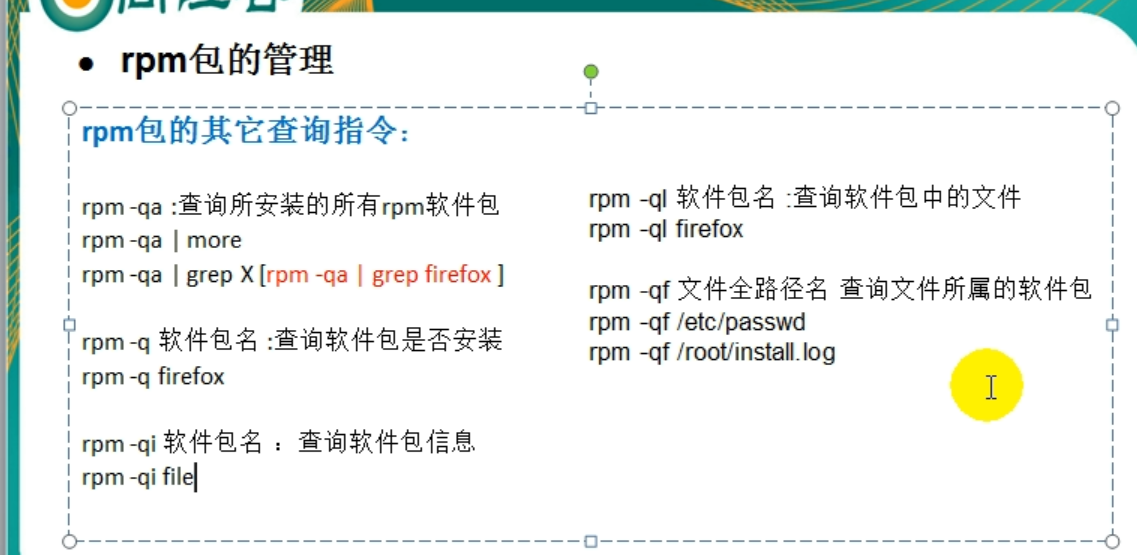 ● rpm包的管理
rpm包的其它查询指令：
rpm -qa :查询所安装的所有rpm软件包
rpm -qa | more
rpm -qa | grep X [rpm -qa | grep firefox ]
rpm -q 软件包名 :查询软件包是否安装
rpm -q firefox
rpm -qi 软件包名 ：查询软件包信息
rpm -qi file
rpm -ql 软件包名 :查询软件包中的文件
rpm -ql firefox
rpm -qf 文件全路径名 查询文件所属的软件包
rpm -qf /etc/passwd
rpm -qf /root/install.log